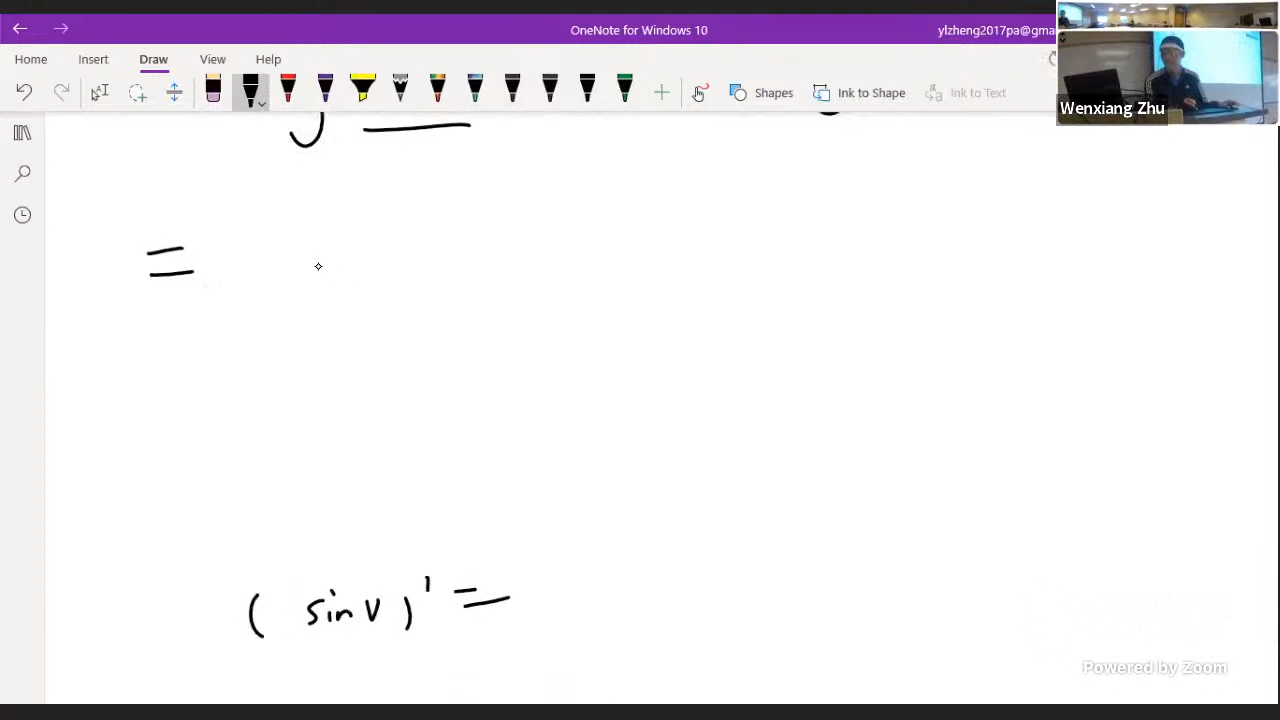 OneNote for Windows 10
ylzheng2017pa@gma
Home Insert Draw View Help
Shapes Ink to Shape Ink to Text
Wenxiang Zhu
=
( sin v )' =
Powered by Zoom